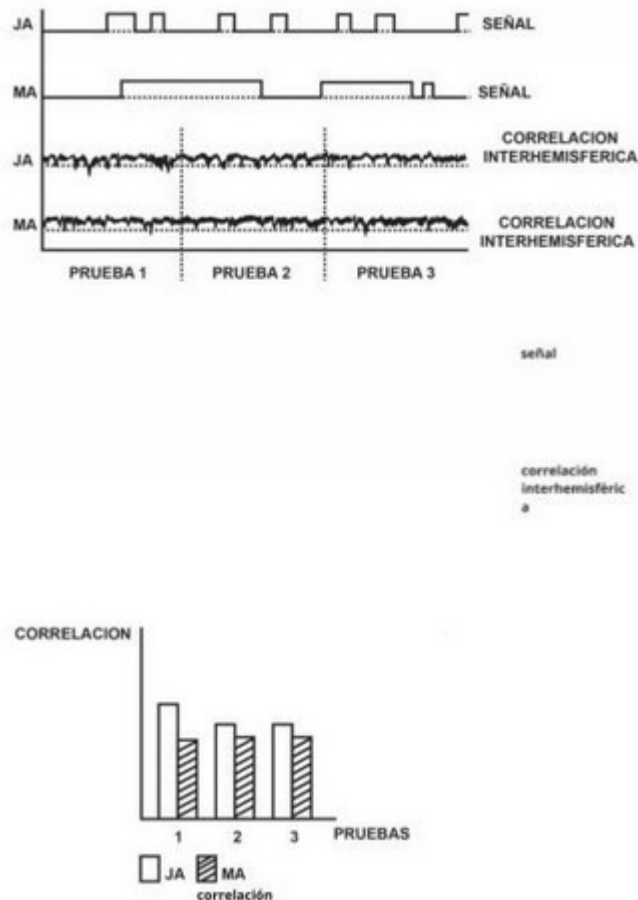 JA SEÑAL
MA SEÑAL
CORRELACION
JA INTERHEMISFERICA
MA CORRELACION
INTERHEMISFERICA
PRUEBA 1 PRUEBA 2 PRUEBA 3
señal
correlación
interhemisféric
a
CORRELACION
1 2 3 PRUEBAS
JA MA
correlación